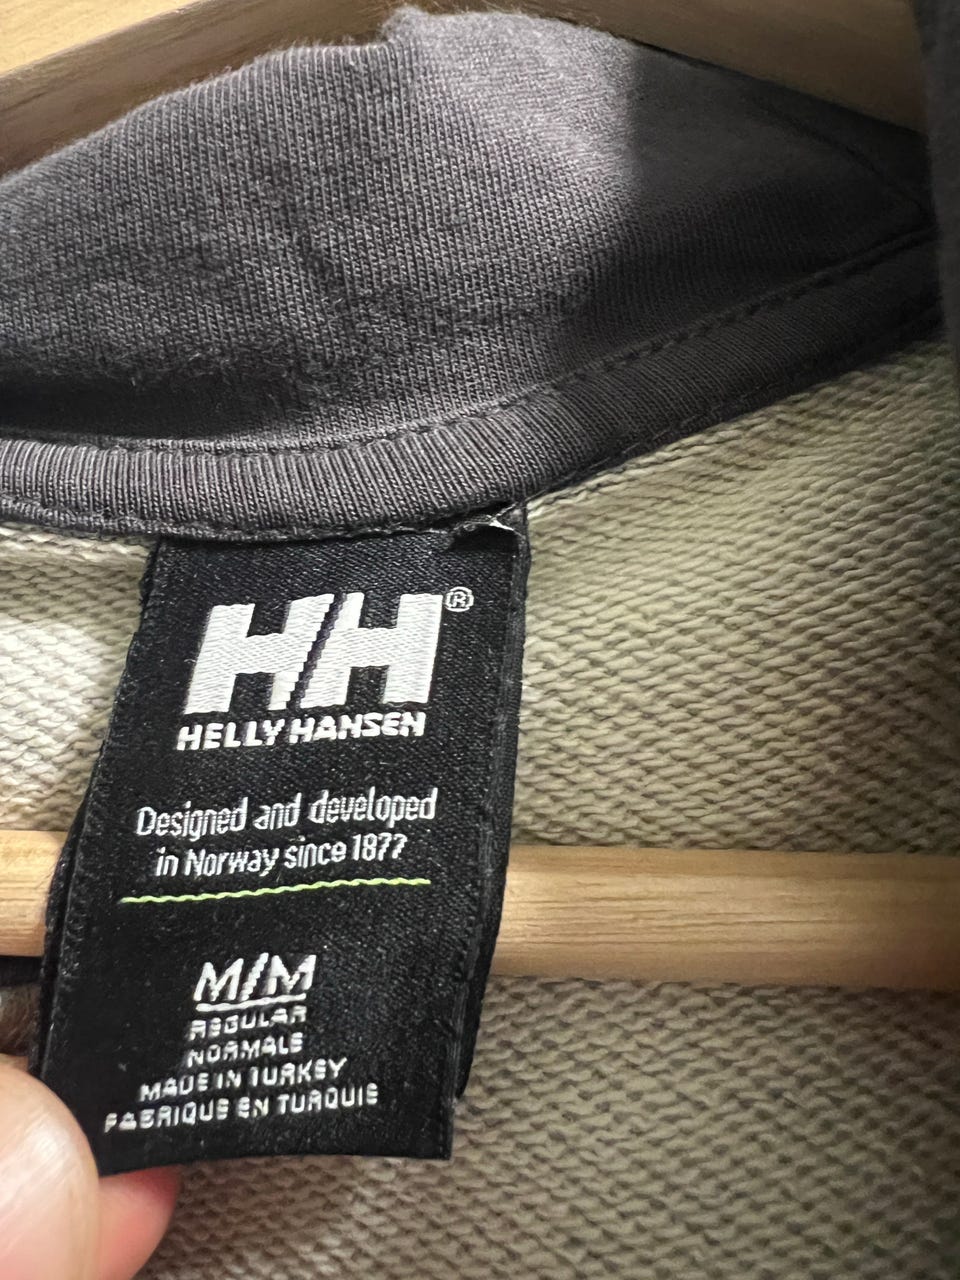 HH®
HELLY HANSEN
Designed and developed
in Norway since 1877
M/M
REGULAR
NORMALE
MADE IN TURKEY
FABRIQUE EN TURQUIE